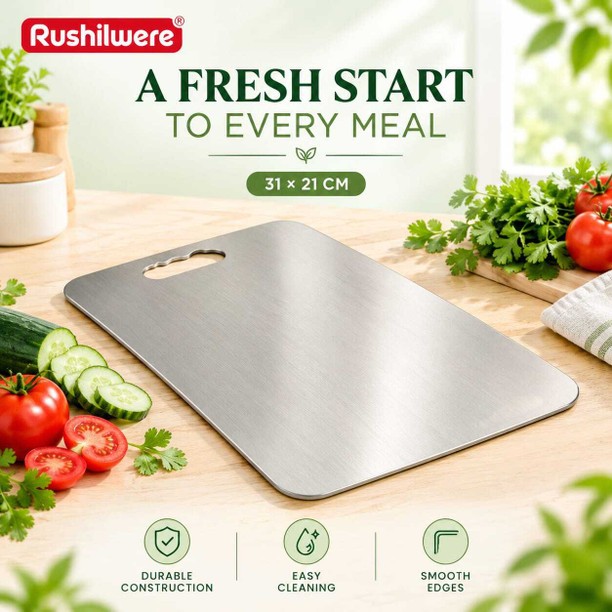 Rushilwere®
A FRESH START
TO EVERY MEAL
31 × 21 CM
DURABLE
CONSTRUCTION
EASY
CLEANING
SMOOTH
EDGES